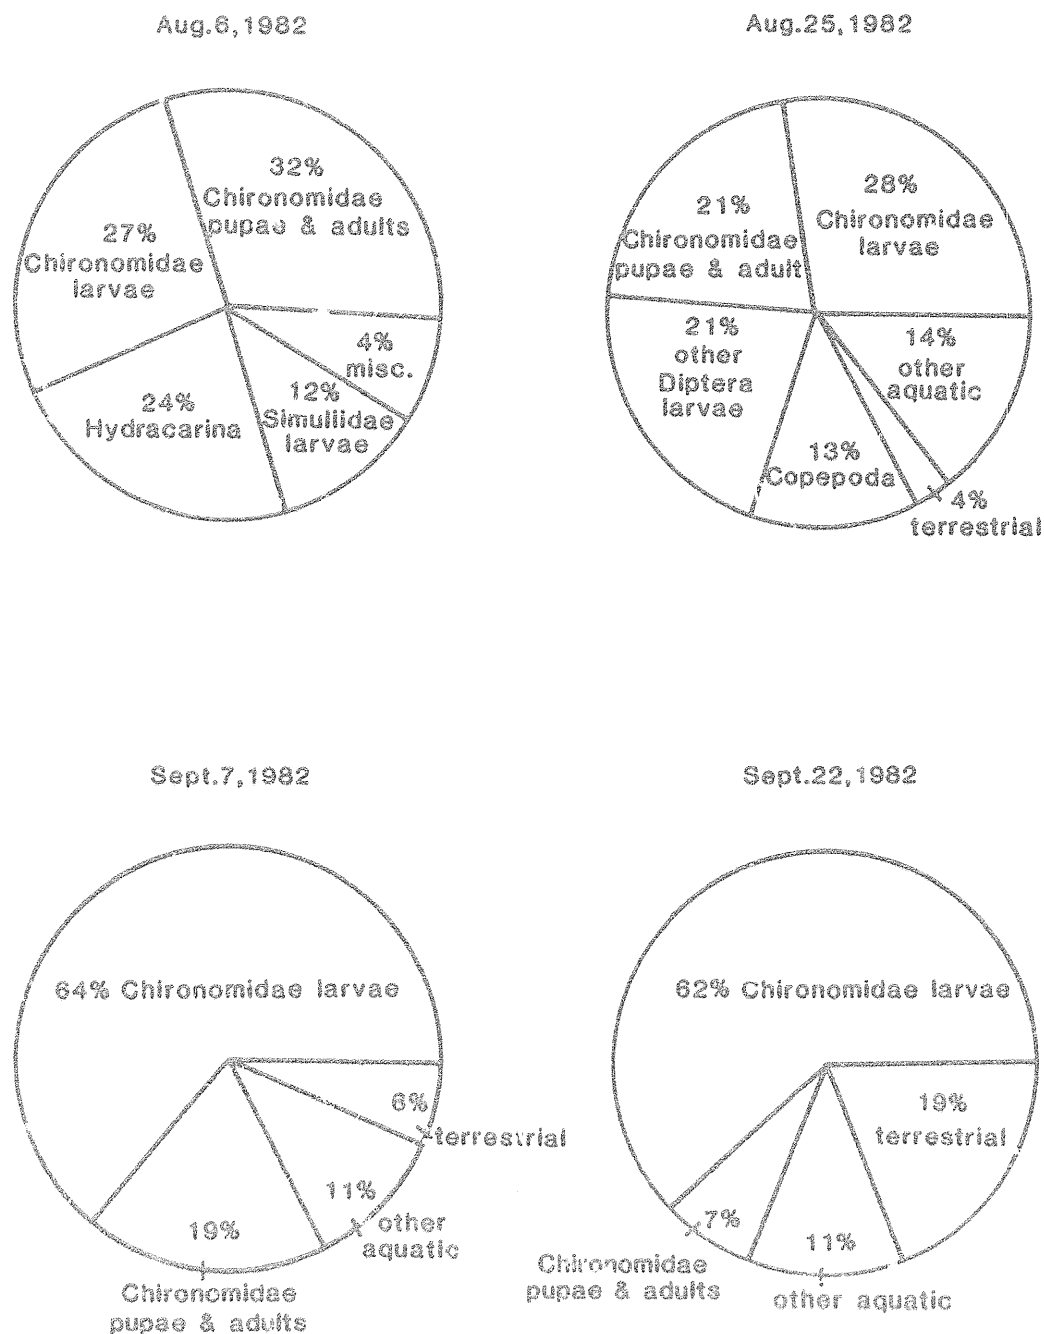 Aug.6,1982
32%
Chironomidae
pupae & adults
27%
Chironomidae
larvae
4%
misc.
12%
Simuliidae
larvae
24%
Hydracarina
Aug.25,1982
28%
Chironomidae
larvae
21%
Chironomidae
pupae & adult
21%
other
Diptera
larvae
14%
other
aquatic
13%
Copepoda
4%
terrestrial
Sept.7,1982
64% Chironomidae larvae
6%
terrestrial
11%
other
aquatic
19%
Chironomidae
pupae & adults
Sept.22,1982
62% Chironomidae larvae
19%
terrestrial
7%
Chironomidae
pupae & adults
11%
other aquatic